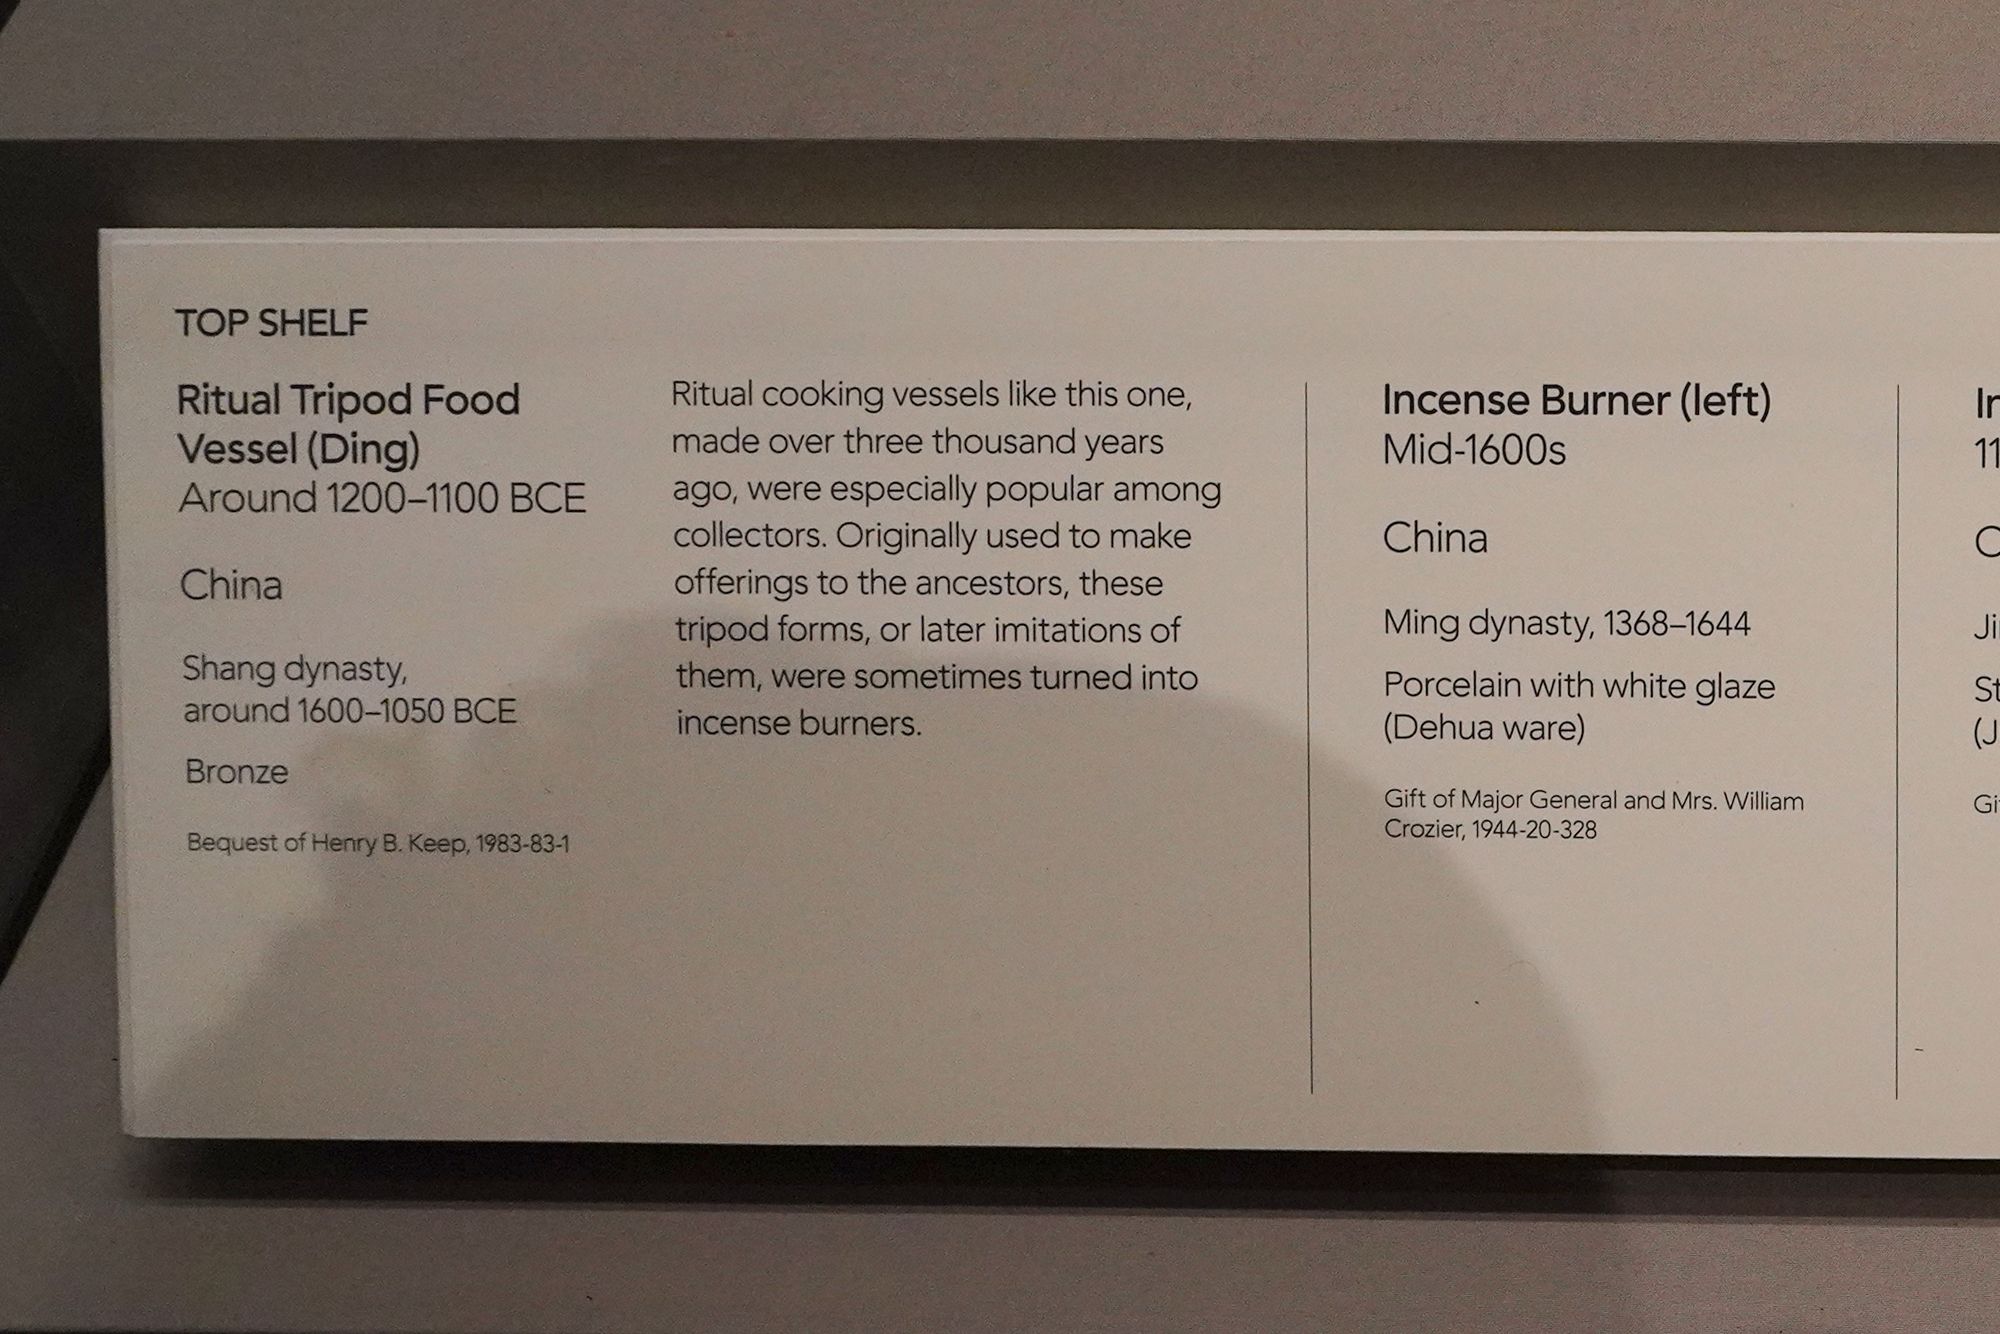 TOP SHELF
Ritual Tripod Food
Vessel (Ding)
Around 1200–1100 BCE
China
Shang dynasty,
around 1600–1050 BCE
Bronze
Bequest of Henry B. Keep, 1983-83-1
Ritual cooking vessels like this one,
made over three thousand years
ago, were especially popular among
collectors. Originally used to make
offerings to the ancestors, these
tripod forms, or later imitations of
them, were sometimes turned into
incense burners.
Incense Burner (left)
Mid-1600s
China
Ming dynasty, 1368–1644
Porcelain with white glaze
(Dehua ware)
Gift of Major General and Mrs. William
Crozier, 1944-20-328